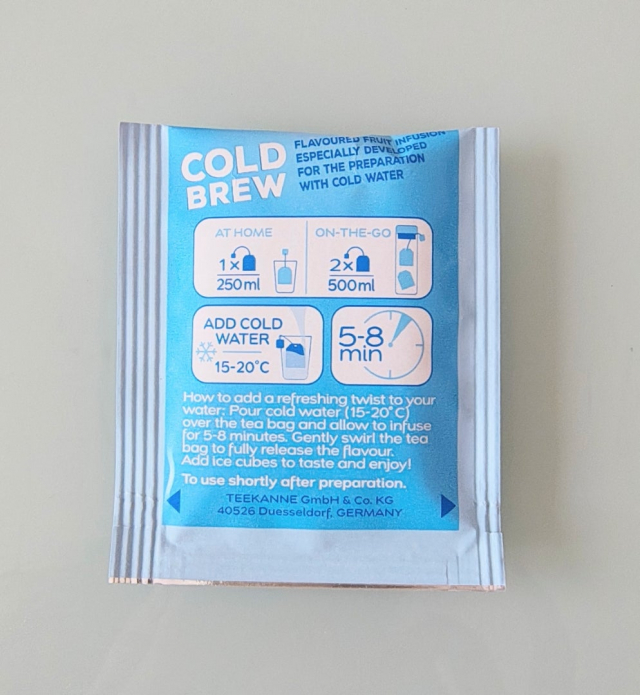 COLD
BREW
FLAVOURED FRUIT INFUSION
ESPECIALLY DEVELOPED
FOR THE PREPARATION
WITH COLD WATER
AT HOME
1x
250ml
ON-THE-GO
2x
500ml
ADD COLD
WATER
15-20°C
5-8
min
How to add a refreshing twist to your
water: Pour cold water (15-20°C)
over the tea bag and allow to infuse
for 5-8 minutes. Gently swirl the tea
bag to fully release the flavour.
Add ice cubes to taste and enjoy!
To use shortly after preparation.
TEEKANNE GmbH & Co. KG
40526 Duesseldorf, GERMANY